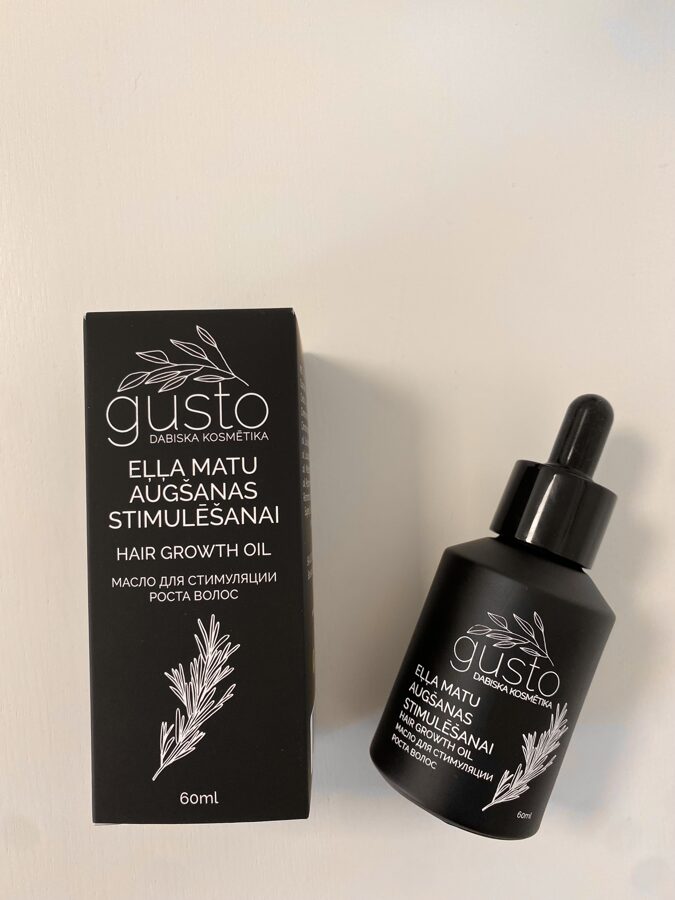 gusto
DABISKA KOSMĒTIKA
EĻĻA MATU
AUGŠANAS
STIMULĒŠANAI
HAIR GROWTH OIL
МАСЛО ДЛЯ СТИМУЛЯЦИИ
РОСТА ВОЛОС
60ml
gusto
DABISKA KOSMĒTIKA
EĻĻA MATU
AUGŠANAS
STIMULĒŠANAI
HAIR GROWTH OIL
МАСЛО ДЛЯ СТИМУЛЯЦИИ
РОСТА ВОЛОС
60ml